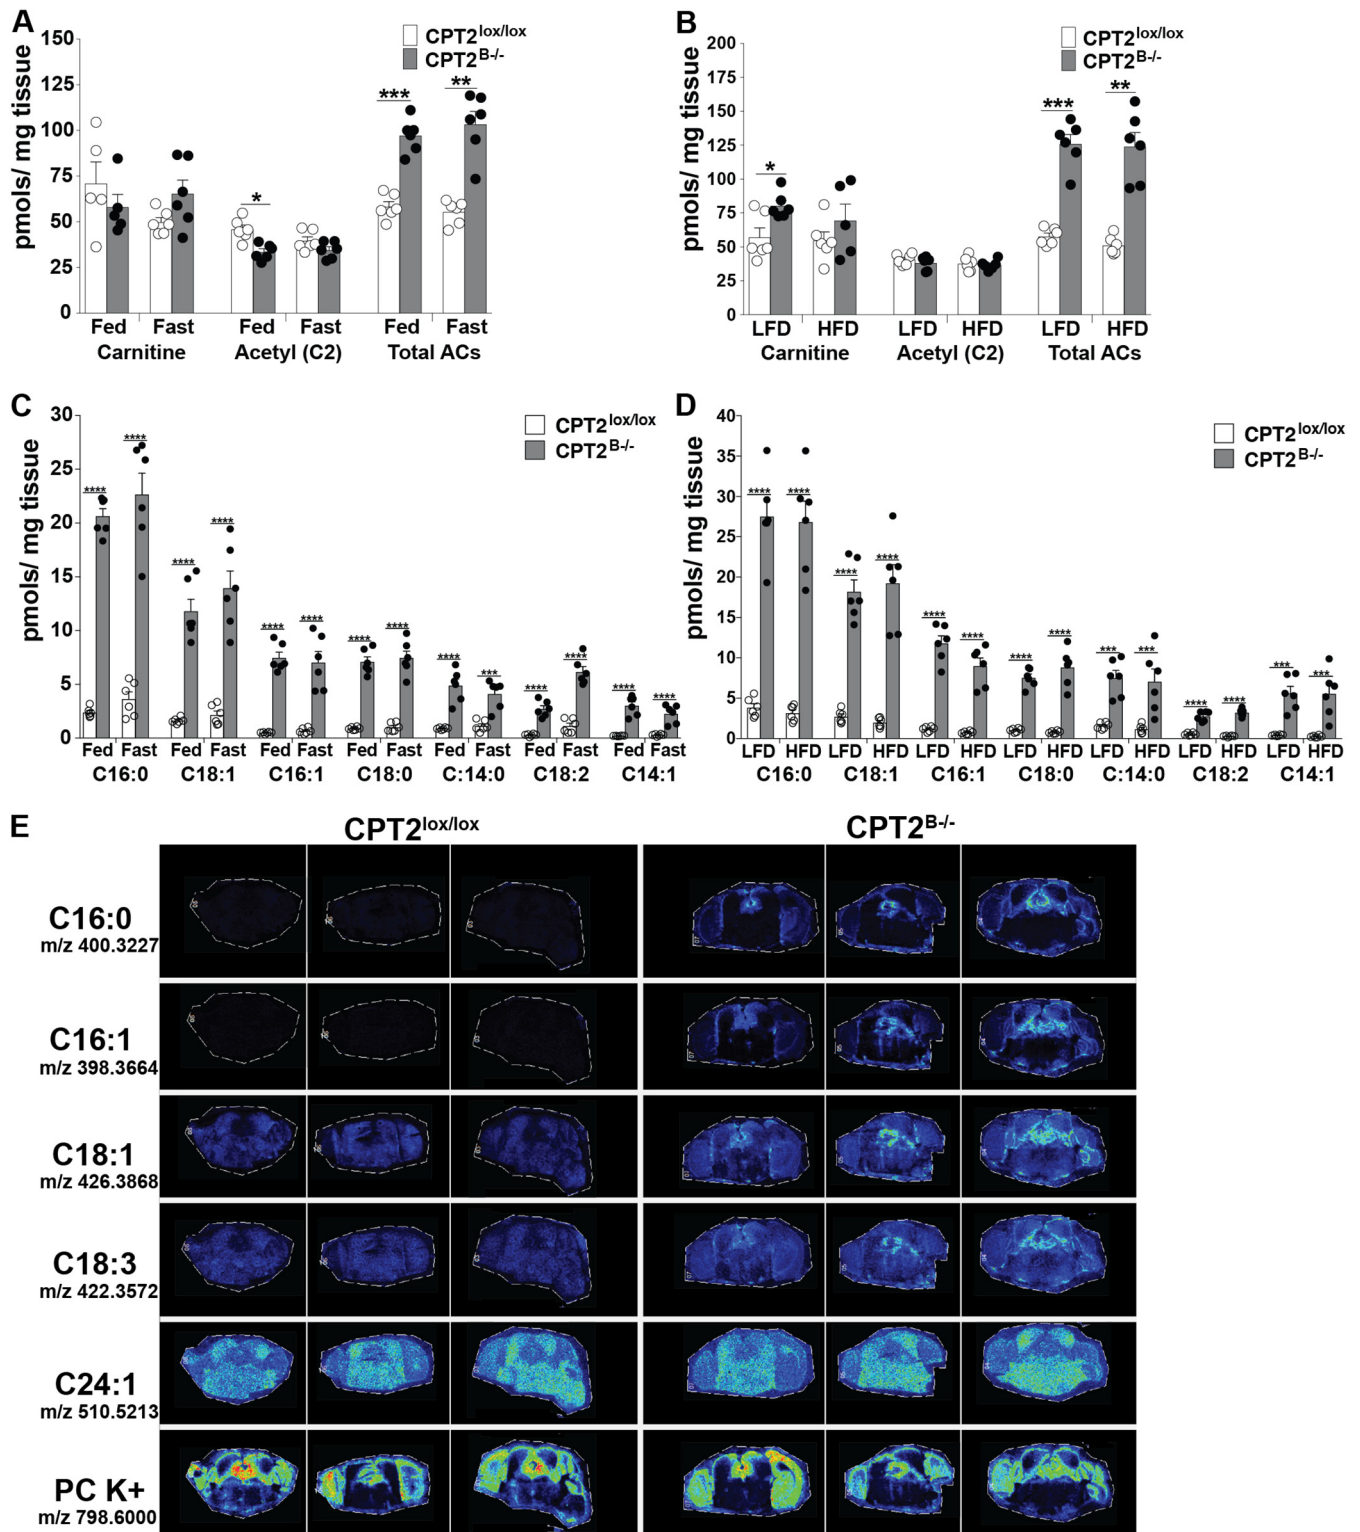 A
pmols/ mg tissue
150
125
100
75
50
25
0
CPT2lox/lox
CPT2B-/-
*
***
**
Fed Fast Fed Fast Fed Fast
Carnitine Acetyl (C2) Total ACs
B
pmols/ mg tissue
200
175
150
125
100
75
50
25
0
CPT2lox/lox
CPT2B-/-
*
***
**
LFD HFD LFD HFD LFD HFD
Carnitine Acetyl (C2) Total ACs
C
pmols/ mg tissue
30
25
20
15
10
5
0
CPT2lox/lox
CPT2B-/-
**** **** **** **** **** **** **** **** **** *** **** **** **** ****
Fed Fast Fed Fast Fed Fast Fed Fast Fed Fast Fed Fast Fed Fast
C16:0 C18:1 C16:1 C18:0 C:14:0 C18:2 C14:1
D
pmols/ mg tissue
40
35
30
25
20
15
10
5
0
CPT2lox/lox
CPT2B-/-
**** **** **** **** **** **** **** **** *** *** **** **** *** ***
LFD HFD LFD HFD LFD HFD LFD HFD LFD HFD LFD HFD LFD HFD
C16:0 C18:1 C16:1 C18:0 C:14:0 C18:2 C14:1
E
CPT2lox/lox CPT2B-/-
C16:0
m/z 400.3227
C16:1
m/z 398.3664
C18:1
m/z 426.3868
C18:3
m/z 422.3572
C24:1
m/z 510.5213
PC K+
m/z 798.6000